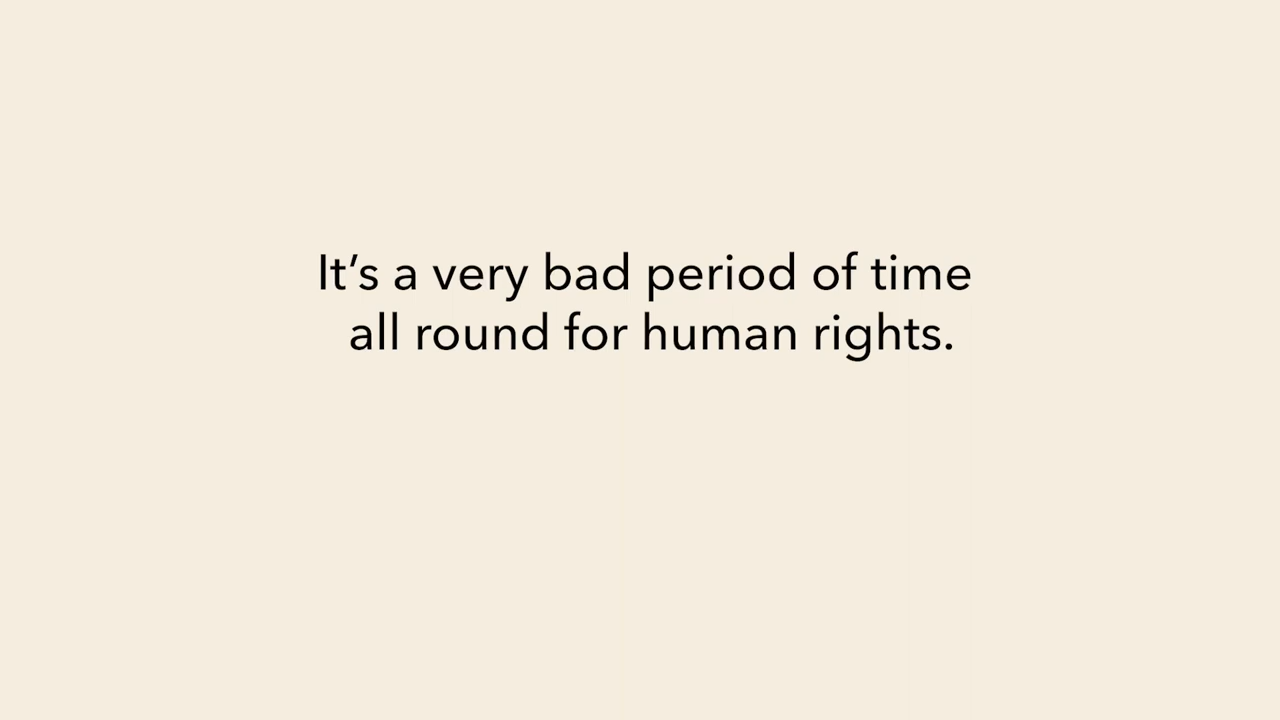 It’s a very bad period of time
all round for human rights.